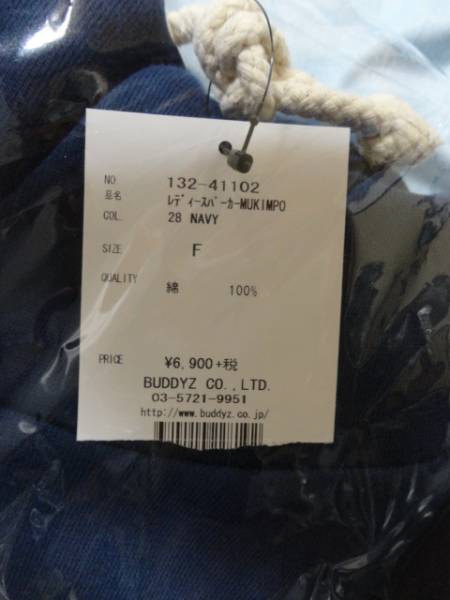 NO. 132-41102
品名 ﾚﾃﾞｨｰｽﾊﾟｰｶｰMUKIMPO
COL. 28 NAVY
SIZE F
QUALITY
綿 100%
PRICE ¥6,900+税
BUDDYZ CO.,LTD.
03-5721-9951
http://www.buddyz.co.jp/